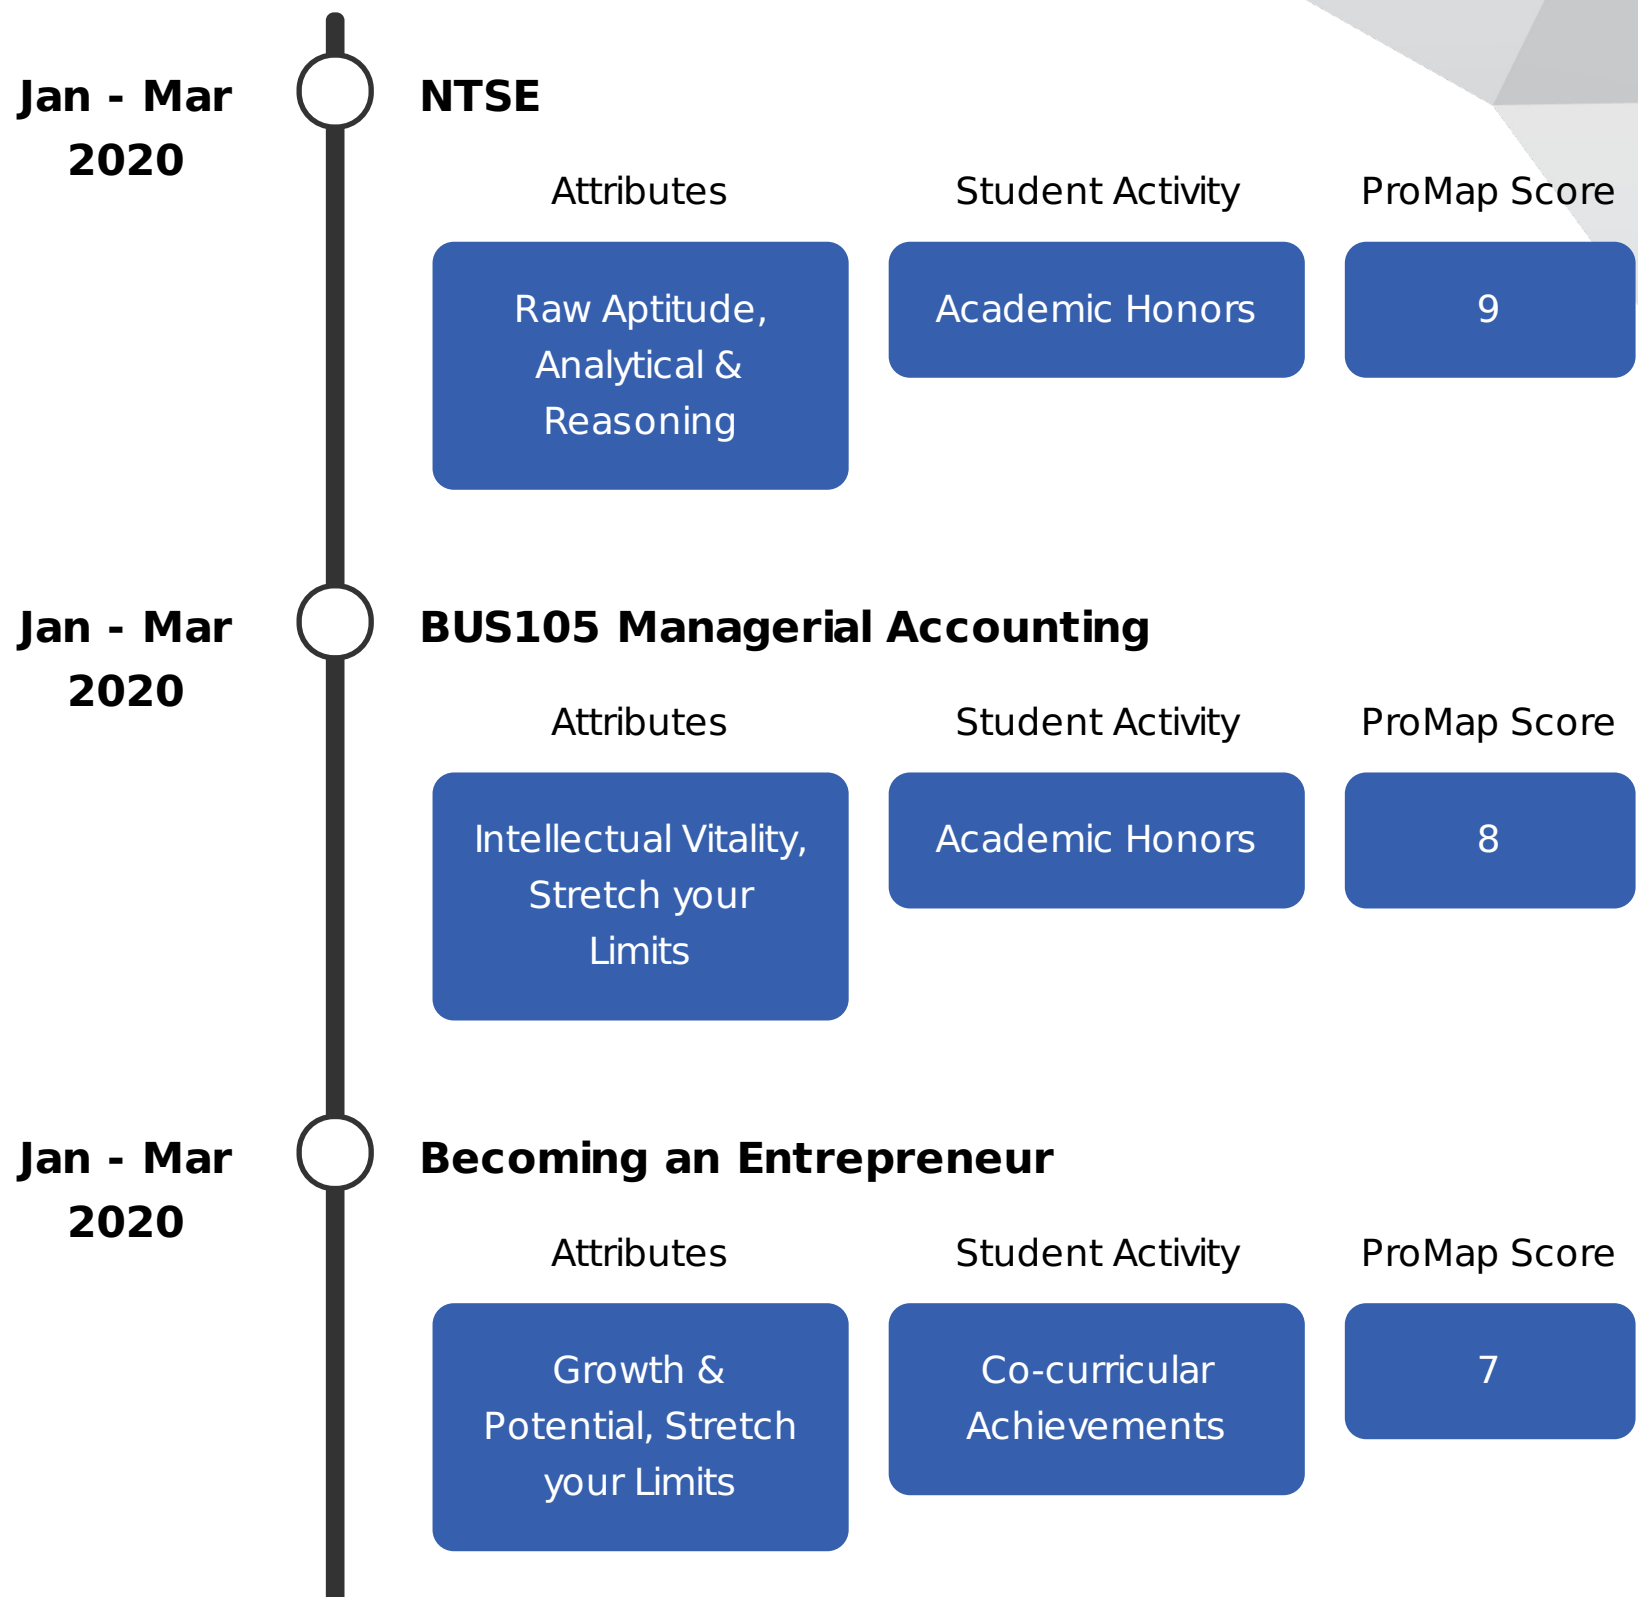 Jan - Mar
2020
NTSE
Attributes
Student Activity
ProMap Score
Raw Aptitude,
Analytical &
Reasoning
Academic Honors
9
Jan - Mar
2020
BUS105 Managerial Accounting
Attributes
Student Activity
ProMap Score
Intellectual Vitality,
Stretch your
Limits
Academic Honors
8
Jan - Mar
2020
Becoming an Entrepreneur
Attributes
Student Activity
ProMap Score
Growth &
Potential, Stretch
your Limits
Co-curricular
Achievements
7